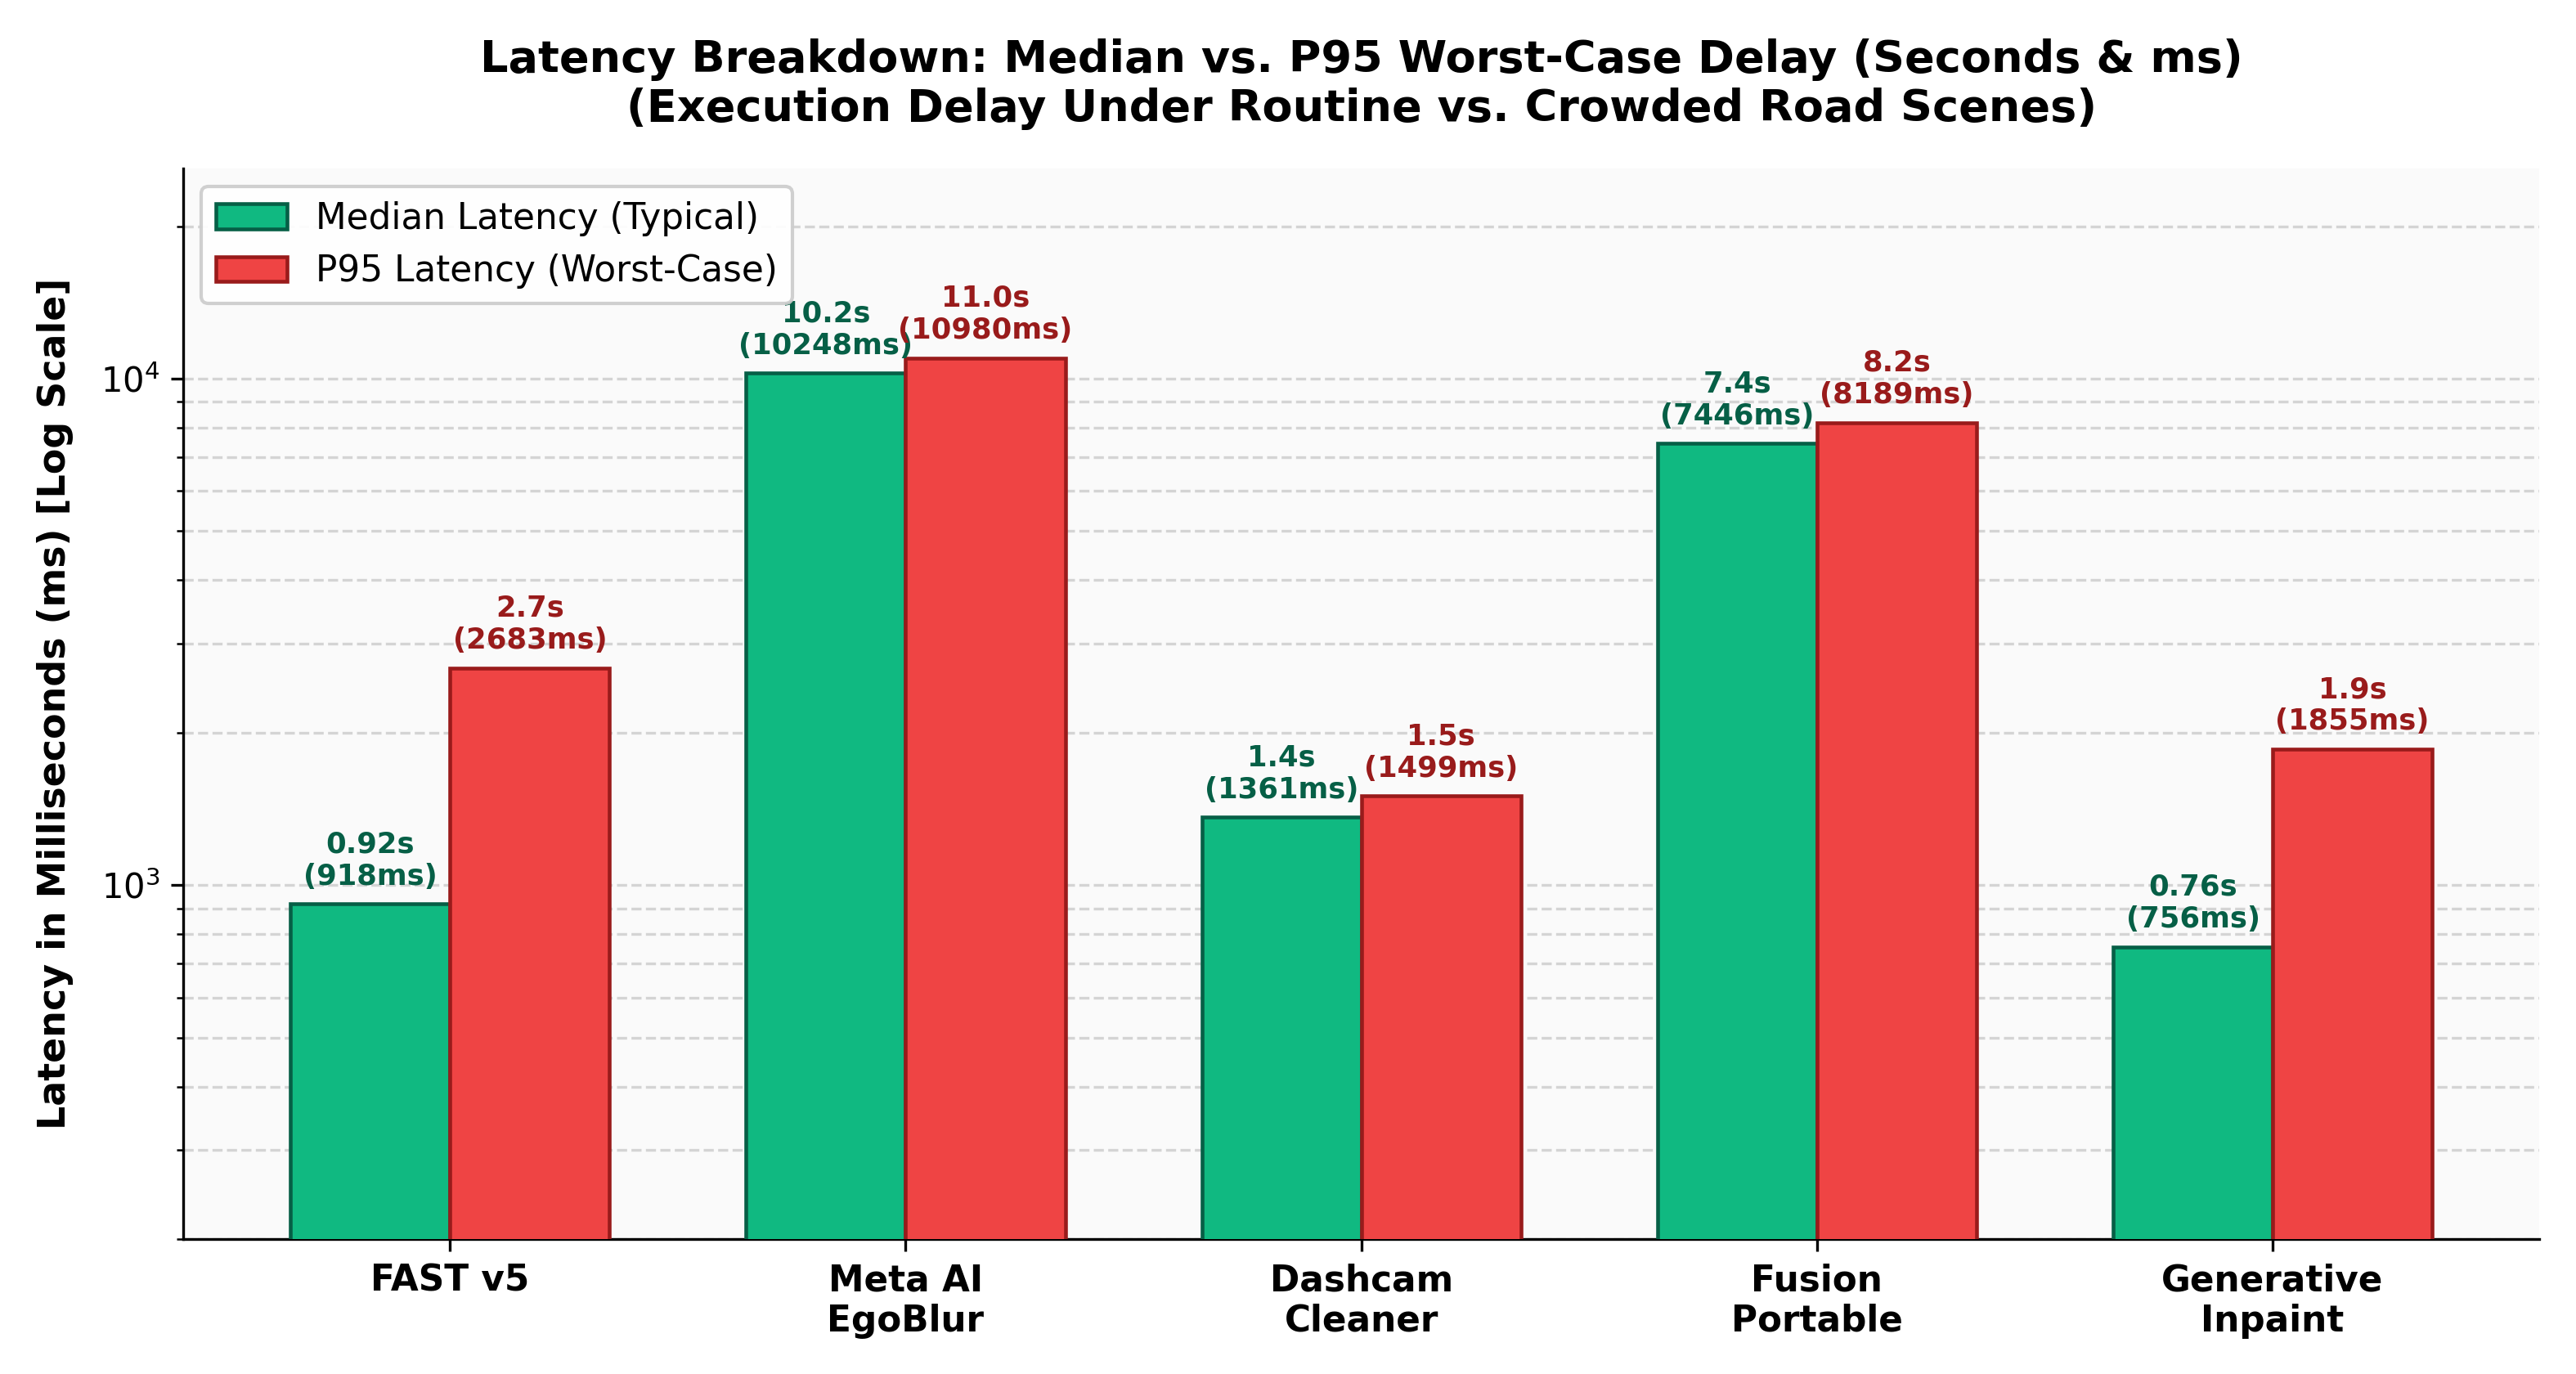 Latency Breakdown: Median vs. P95 Worst-Case Delay (Seconds & ms)
(Execution Delay Under Routine vs. Crowded Road Scenes)
Median Latency (Typical)
P95 Latency (Worst-Case)
Latency in Milliseconds (ms) [Log Scale]
10⁴
10³
0.92s
(918ms)
2.7s
(2683ms)
10.2s
(10248ms)
11.0s
(10980ms)
1.4s
(1361ms)
1.5s
(1499ms)
7.4s
(7446ms)
8.2s
(8189ms)
0.76s
(756ms)
1.9s
(1855ms)
FAST v5
Meta AI
EgoBlur
Dashcam
Cleaner
Fusion
Portable
Generative
Inpaint